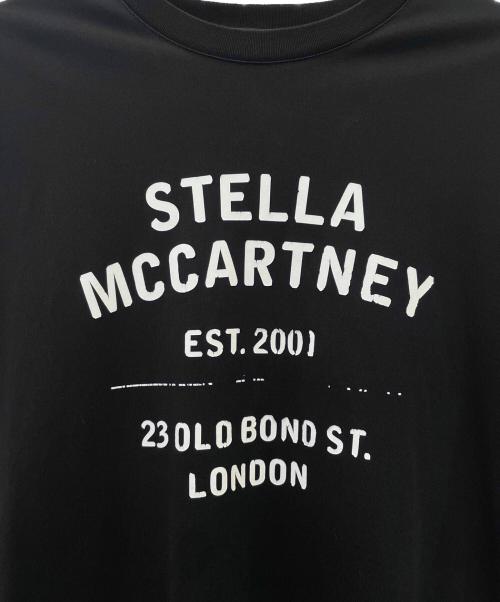 STELLA
MCCARTNEY
EST. 2001
23 OLD BOND ST.
LONDON